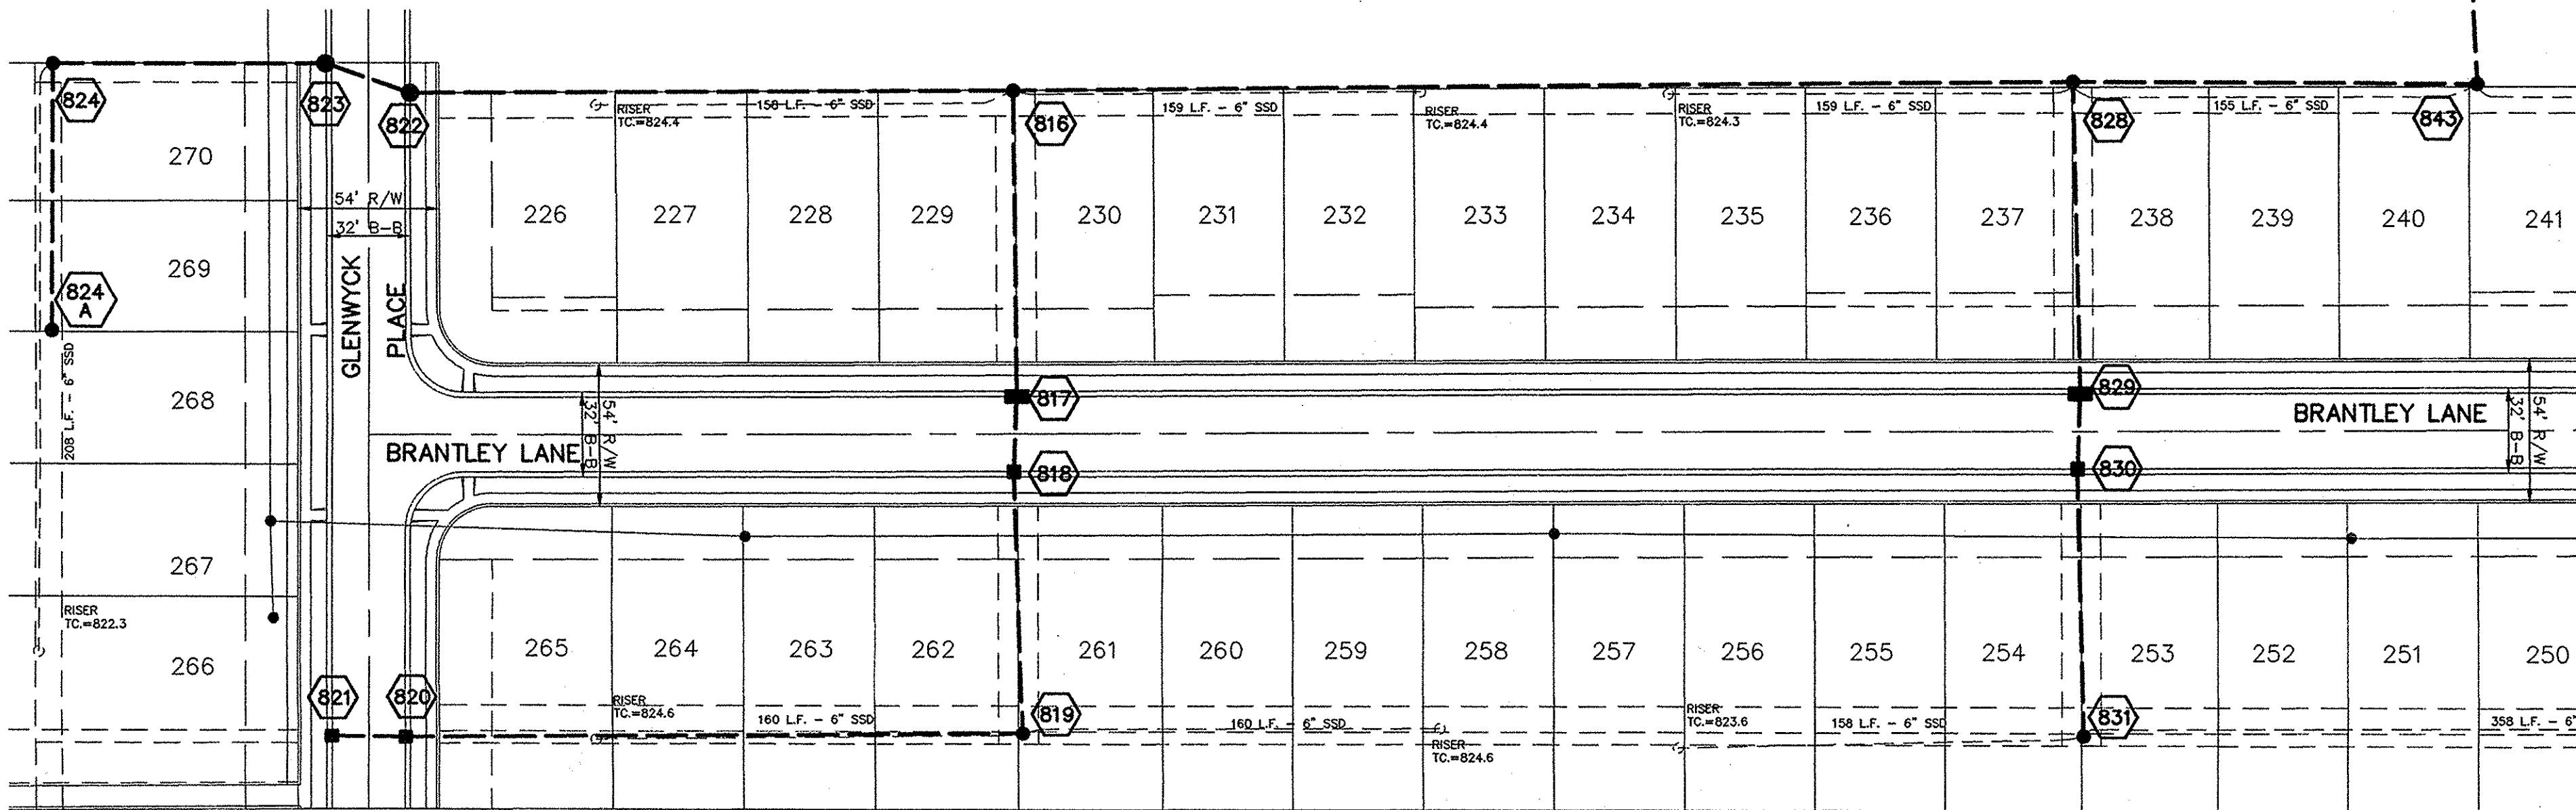 824
823
822
RISER
TC.=824.4
158 L.F. - 6" SSD
816
159 L.F. - 6" SSD
RISER
TC.=824.4
RISER
TC.=824.3
159 L.F. - 6" SSD
828
155 L.F. - 6" SSD
843
270
269
54' R/W
32' B-B
226
227
228
229
230
231
232
233
234
235
236
237
238
239
240
241
824
A
GLENWYCK
PLACE
208 L.F. - 6" SSD
268
267
RISER
TC.=822.3
266
BRANTLEY LANE
32' B-B
54' R/W
817
818
829
830
BRANTLEY LANE
32' B-B
54' R/W
265
264
263
262
261
260
259
258
257
256
255
254
253
252
251
250
821
820
RISER
TC.=824.6
160 L.F. - 6" SSD
819
160 L.F. - 6" SSD
RISER
TC.=824.6
RISER
TC.=823.6
158 L.F. - 6" SSD
831
358 L.F. - 6"